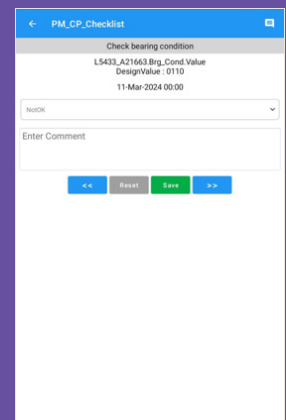 PM_CP_Checklist
Check bearing condition
L5433_A21663.Brg_Cond.Value
DesignValue : 0110
11-Mar-2024 00:00
NotOK
Enter Comment
<< Reset Save >>